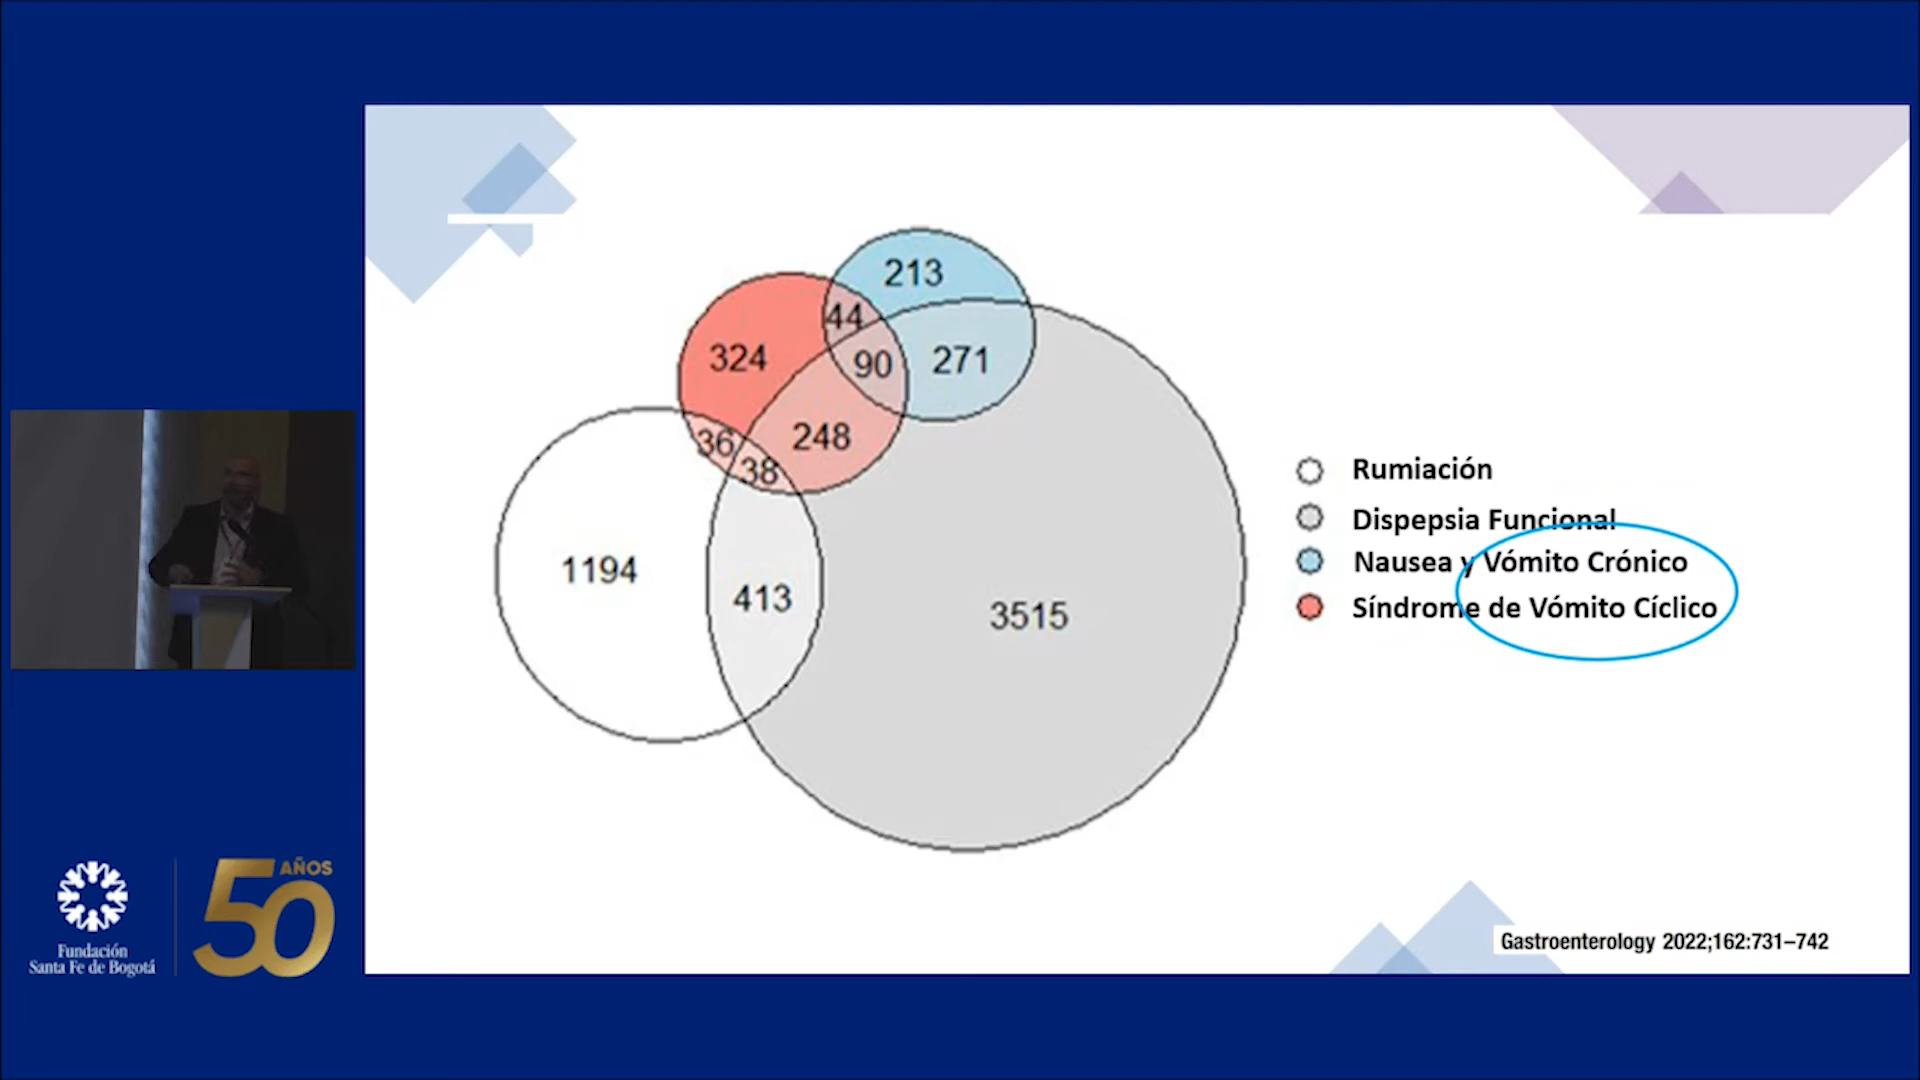 213
44
324
90
271
36
248
38
1194
413
3515
Rumiación
Dispepsia Funcional
Nausea y Vómito Crónico
Síndrome de Vómito Cíclico
Gastroenterology 2022;162:731–742
50 AÑOS
Fundación
Santa Fe de Bogotá